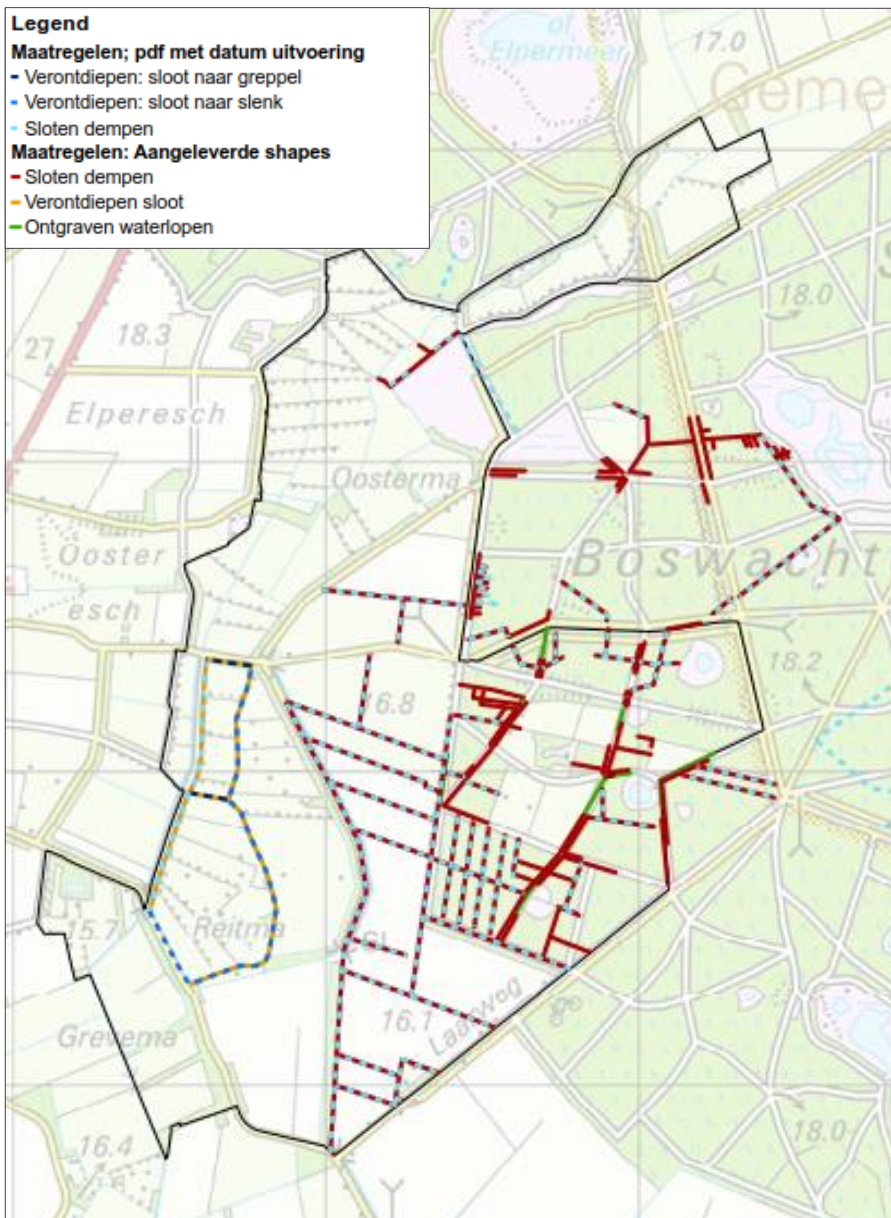 Legend
Maatregelen; pdf met datum uitvoering
Verontdiepen: sloot naar greppel
Verontdiepen: sloot naar slenk
Sloten dempen
Maatregelen: Aangeleverde shapes
Sloten dempen
Verontdiepen sloot
Ontgraven waterlopen
of
Elpermeer
17.0
Geme
18.0
18.3
27
Elperesch
Oosterma
Ooster
esch
Boswacht
18.2
16.8
Reitma
15.7
16.1
Grevema
16.4
18.0